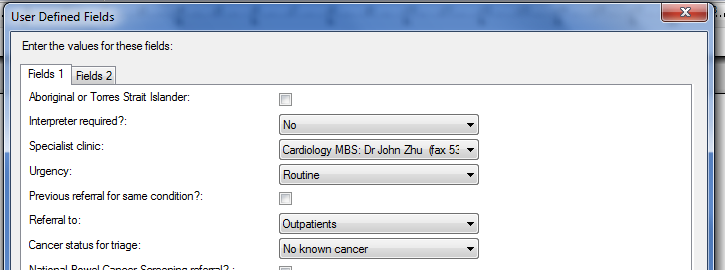 User Defined Fields
Enter the values for these fields:
Fields 1 Fields 2
Aboriginal or Torres Strait Islander:
Interpreter required?: No
Specialist clinic: Cardiology MBS: Dr John Zhu (fax 53
Urgency: Routine
Previous referral for same condition?:
Referral to: Outpatients
Cancer status for triage: No known cancer
National Bowel Cancer Screening referral?: